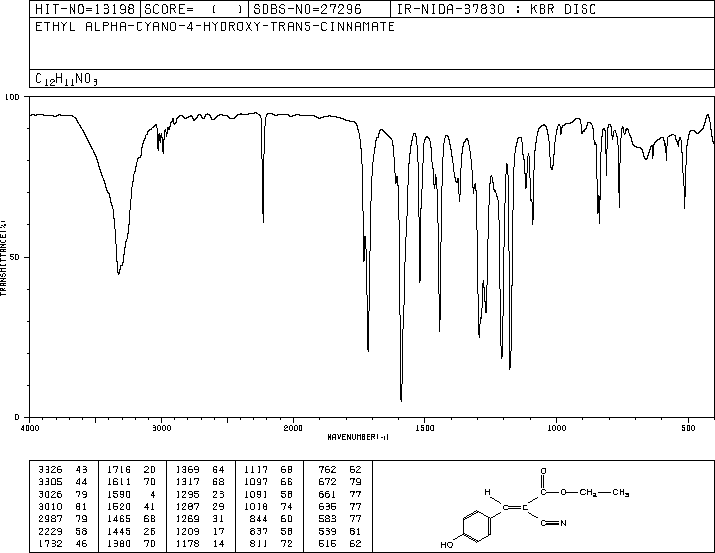 HIT-NO=13198 SCORE= ( ) SDBS-NO=27296 IR-NIDA-37830 : KBR DISC
ETHYL ALPHA-CYANO-4-HYDROXY-TRANS-CINNAMATE
C12H11NO3
100
50
0
TRANSMITTANCE(%)
4000 3000 2000 1500 1000 500
WAVENUMBER(-1)
3326 43 1716 20 1369 64 1117 68 762 62
3305 44 1611 70 1317 68 1097 66 672 79
3026 79 1590 4 1295 23 1091 58 661 77
3010 81 1520 41 1287 29 1018 74 636 77
2987 79 1465 68 1269 31 844 60 583 77
2229 58 1445 26 1209 17 837 58 539 81
1732 46 1380 70 1178 14 811 72 516 62
O
H C—O—CH2—CH3
C=C
C≡N
HO